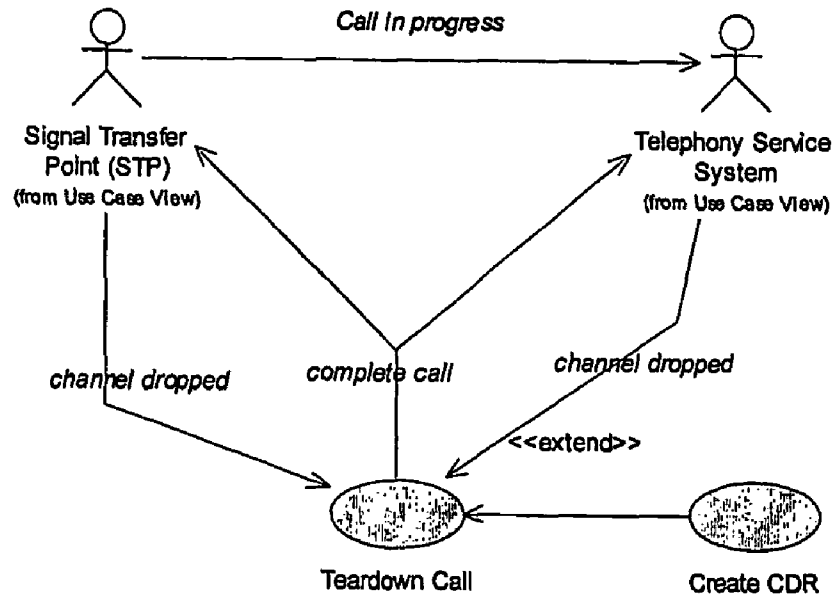 Call in progress
Signal Transfer
Point (STP)
(from Use Case View)
Telephony Service
System
(from Use Case View)
channel dropped
complete call
channel dropped
<<extend>>
Teardown Call
Create CDR